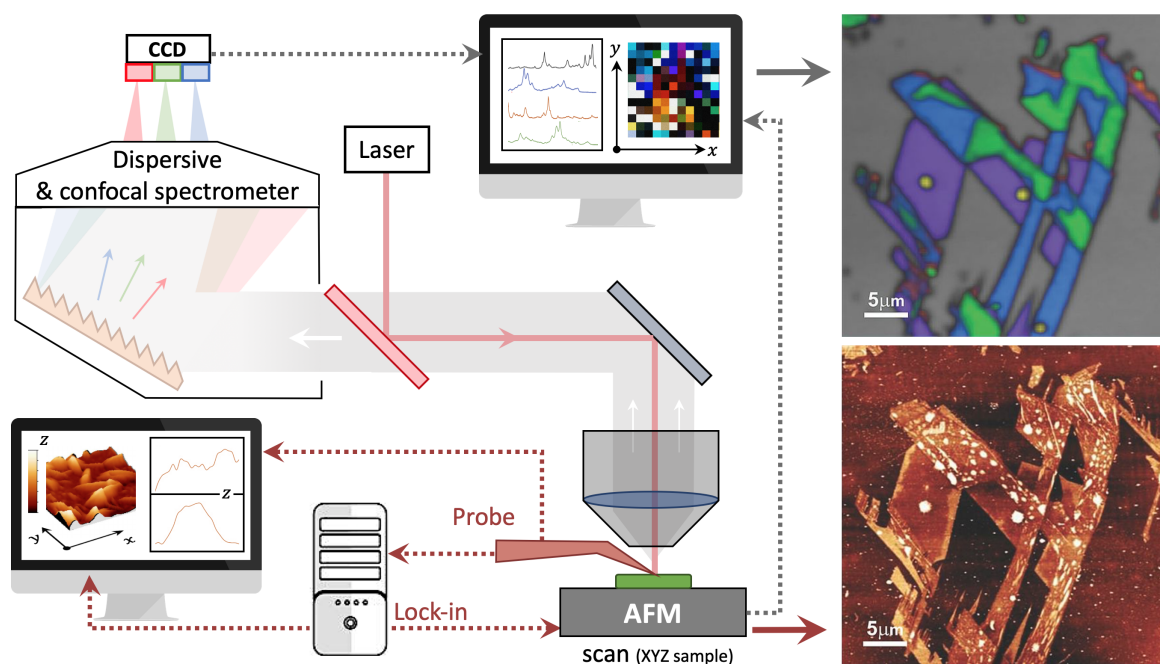 CCD
Dispersive
& confocal spectrometer
Laser
y
x
5μm
z
y
x
z
Probe
Lock-in
AFM
scan (XYZ sample)
5μm